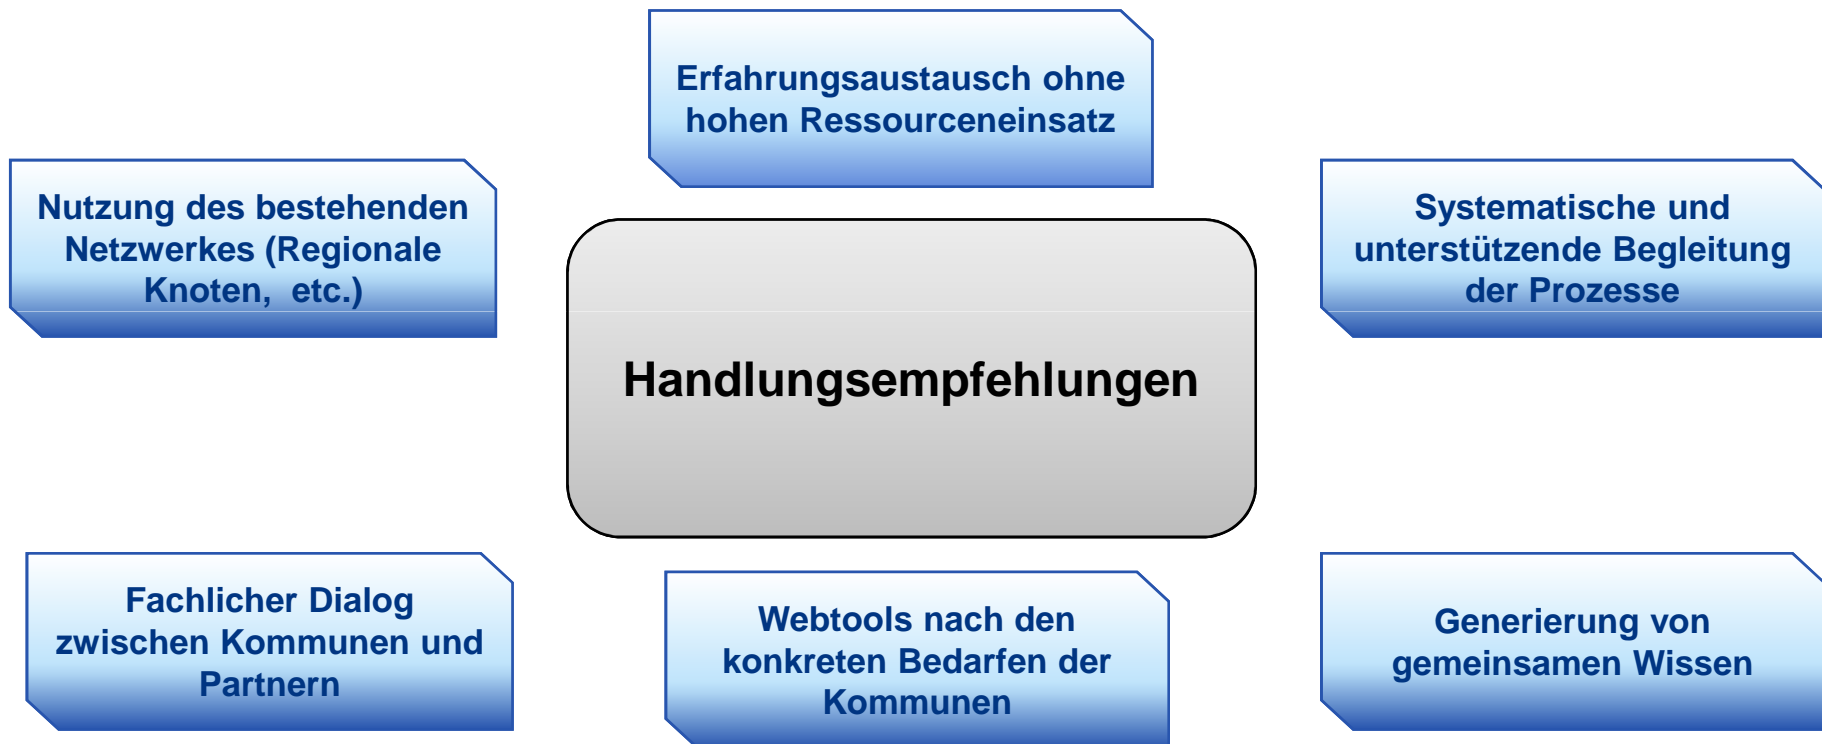 Erfahrungsaustausch ohne
hohen Ressourceneinsatz
Nutzung des bestehenden
Netzwerkes (Regionale
Knoten, etc.)
Systematische und
unterstützende Begleitung
der Prozesse
Handlungsempfehlungen
Fachlicher Dialog
zwischen Kommunen und
Partnern
Webtools nach den
konkreten Bedarfen der
Kommunen
Generierung von
gemeinsamen Wissen